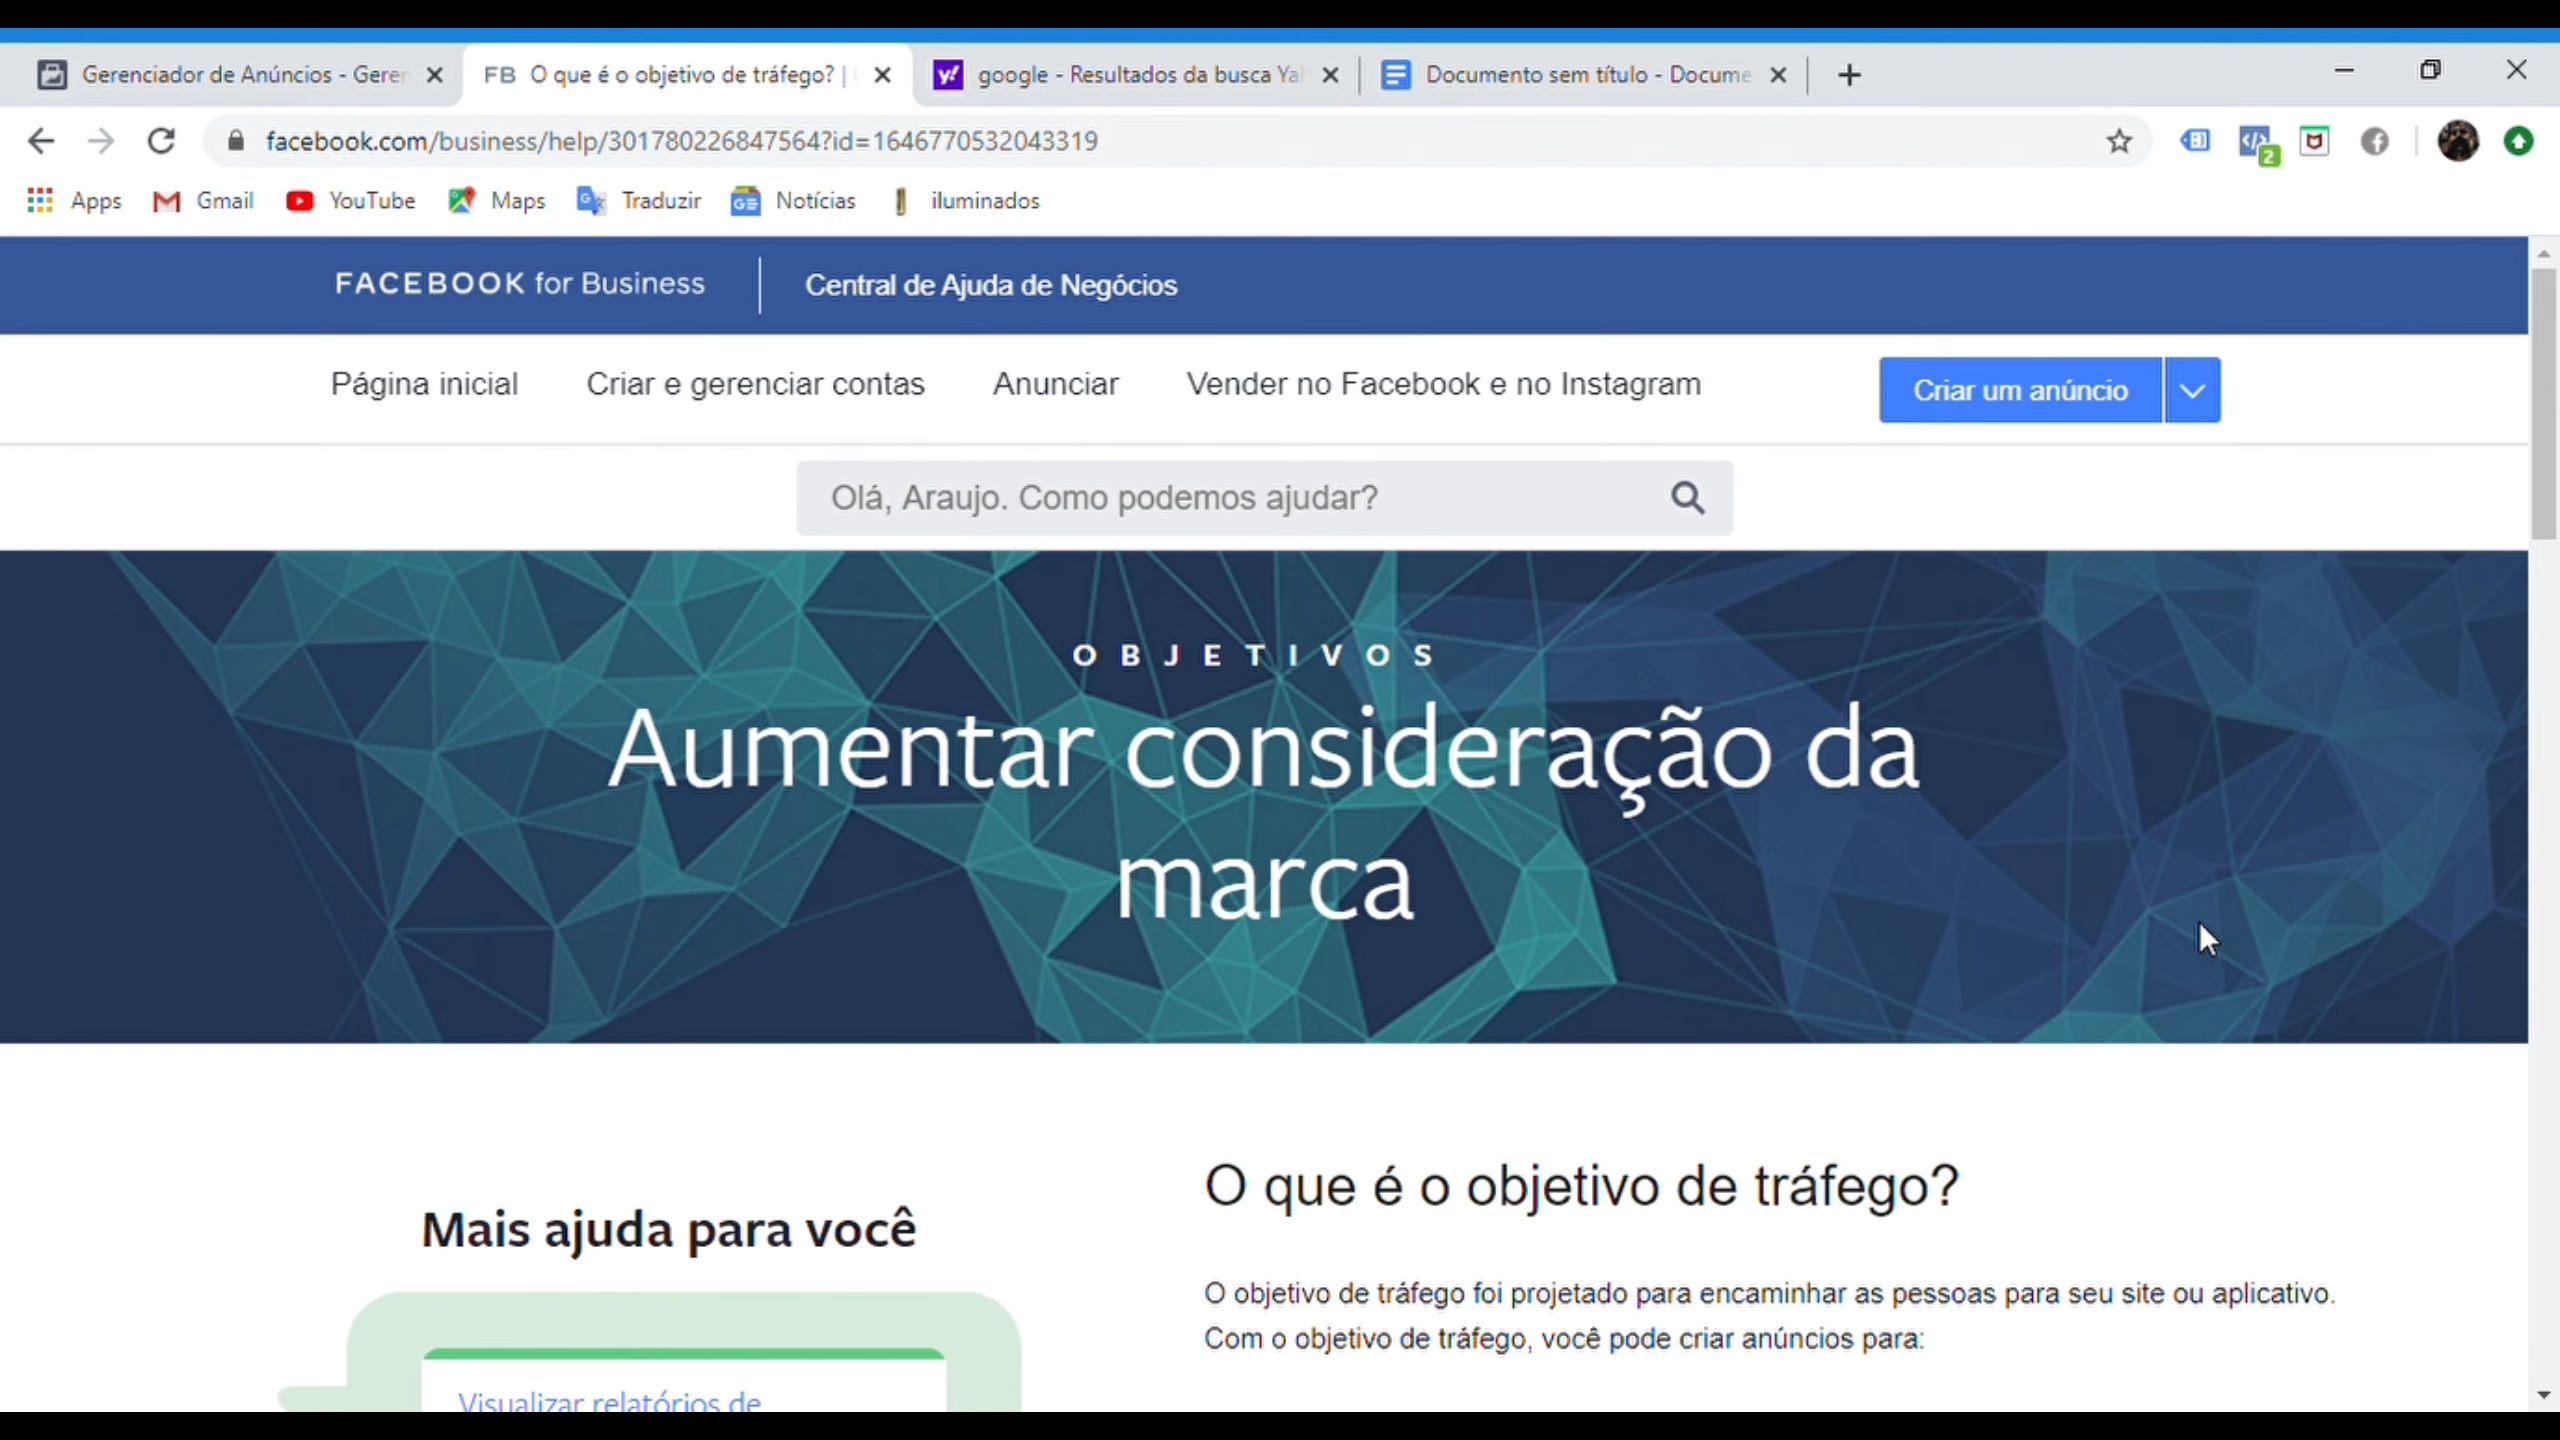 Gerenciador de Anúncios - Geren
FB O que é o objetivo de tráfego? |
google - Resultados da busca Yah
Documento sem título - Docume
facebook.com/business/help/301780226847564?id=1646770532043319
2
Apps
Gmail
YouTube
Maps
Traduzir
Notícias
iluminados
FACEBOOK for Business
Central de Ajuda de Negócios
Página inicial
Criar e gerenciar contas
Anunciar
Vender no Facebook e no Instagram
Criar um anúncio
Olá, Araujo. Como podemos ajudar?
OBJETIVOS
Aumentar consideração da
marca
Mais ajuda para você
Visualizar relatórios de
O que é o objetivo de tráfego?
O objetivo de tráfego foi projetado para encaminhar as pessoas para seu site ou aplicativo.
Com o objetivo de tráfego, você pode criar anúncios para: